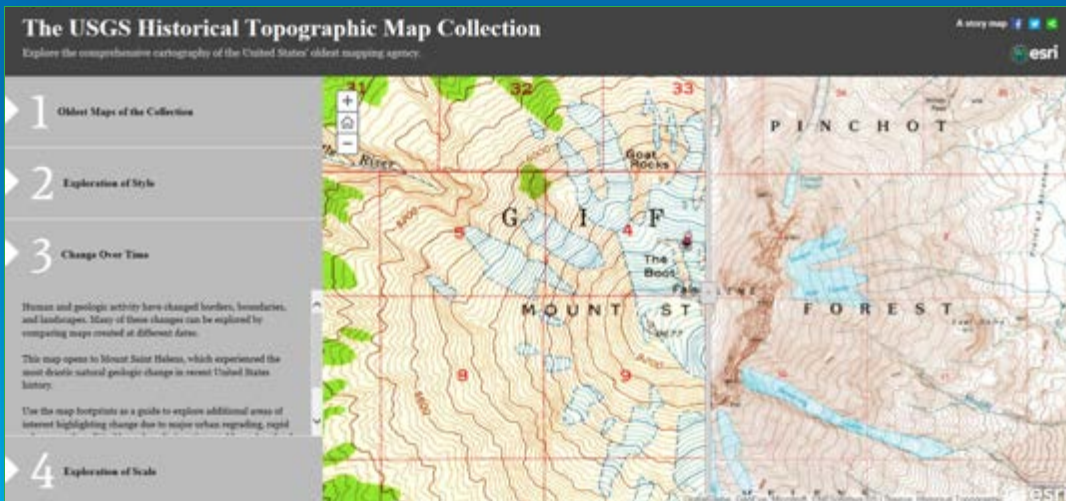 The USGS Historical Topographic Map Collection
Explore the comprehensive cartography of the United States' oldest mapping agency.
A story map
esri
1 Oldest Maps of the Collection
2 Exploration of Style
3 Change Over Time
Human and geologic activity have changed borders, boundaries,
and landscapes. Many of these changes can be explored by
comparing maps created at different dates.
This map opens to Mount Saint Helens, which experienced the
most drastic natural geologic change in recent United States
history.
Use the map footprints as a guide to explore additional areas of
interest highlighting change due to major urban regrading, rapid
4 Exploration of Scale
31
32
33
+
−
River
Goat
Rocks
PINCHOT
G I F
5
4
The
Boot
MOUNT ST
FOREST
8
9